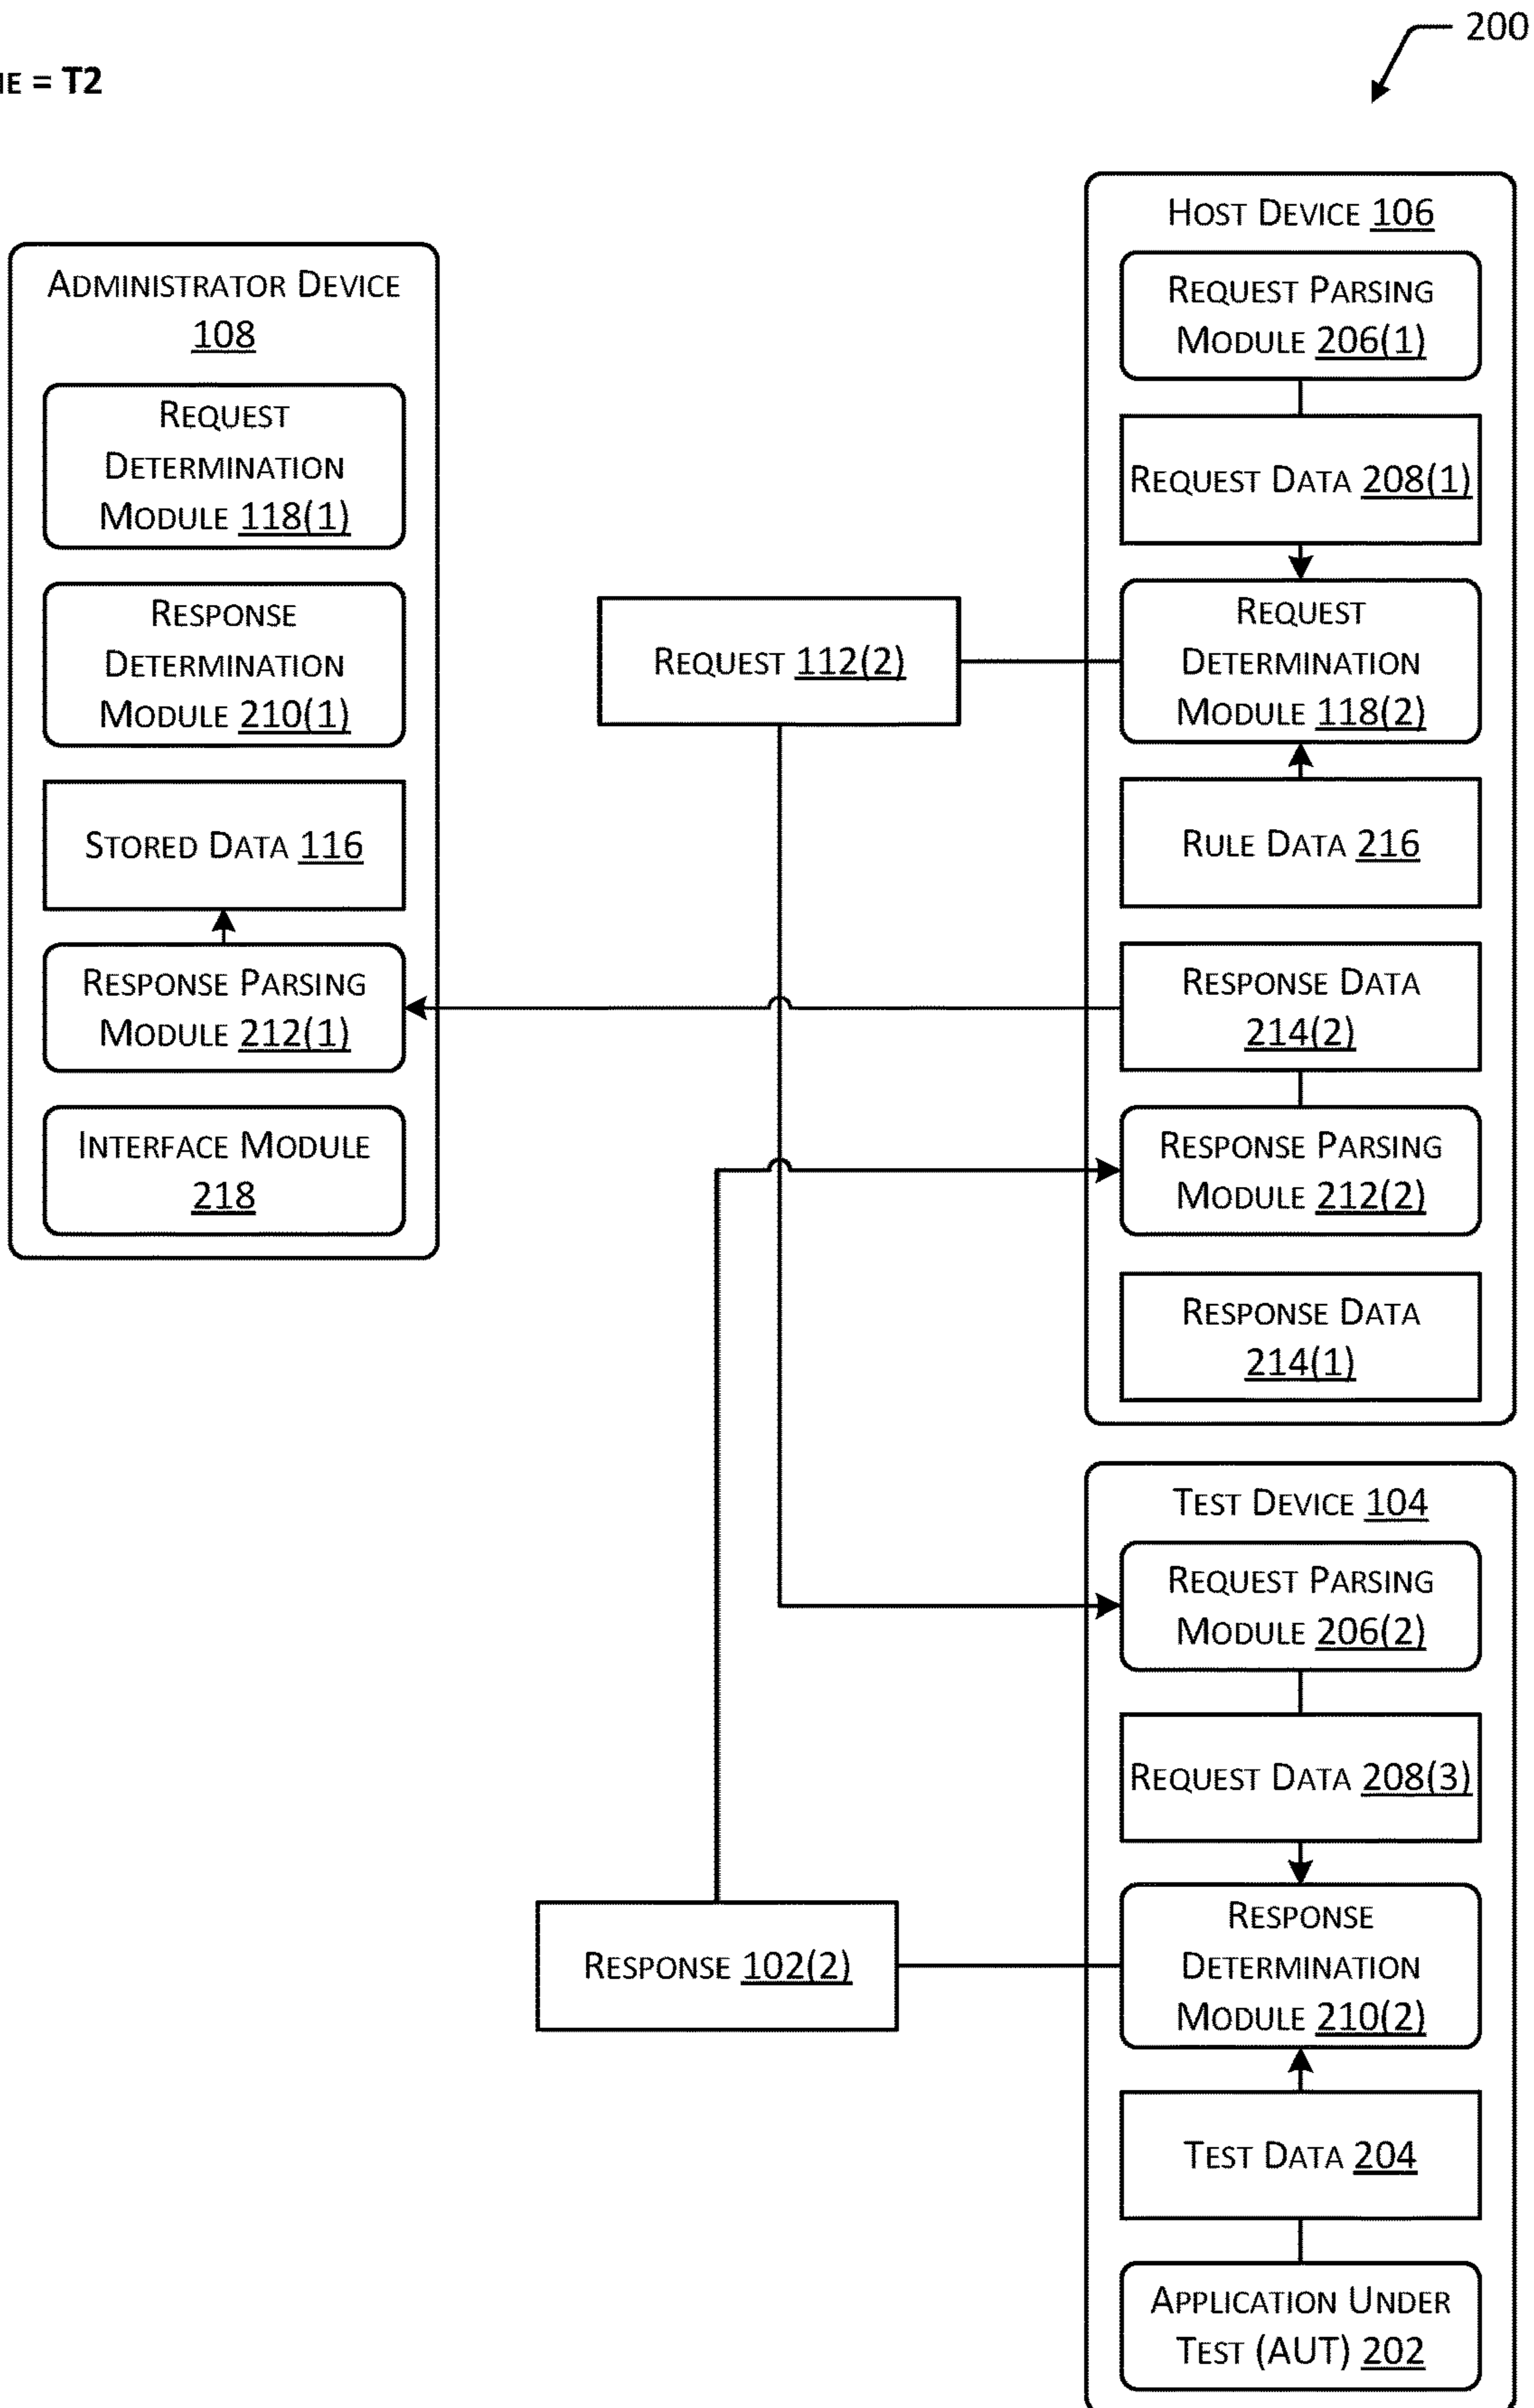 200
IE = T2
ADMINISTRATOR DEVICE
108
REQUEST
DETERMINATION
MODULE 118(1)
RESPONSE
DETERMINATION
MODULE 210(1)
STORED DATA 116
RESPONSE PARSING
MODULE 212(1)
INTERFACE MODULE
218
REQUEST 112(2)
RESPONSE 102(2)
HOST DEVICE 106
REQUEST PARSING
MODULE 206(1)
REQUEST DATA 208(1)
REQUEST
DETERMINATION
MODULE 118(2)
RULE DATA 216
RESPONSE DATA
214(2)
RESPONSE PARSING
MODULE 212(2)
RESPONSE DATA
214(1)
TEST DEVICE 104
REQUEST PARSING
MODULE 206(2)
REQUEST DATA 208(3)
RESPONSE
DETERMINATION
MODULE 210(2)
TEST DATA 204
APPLICATION UNDER
TEST (AUT) 202